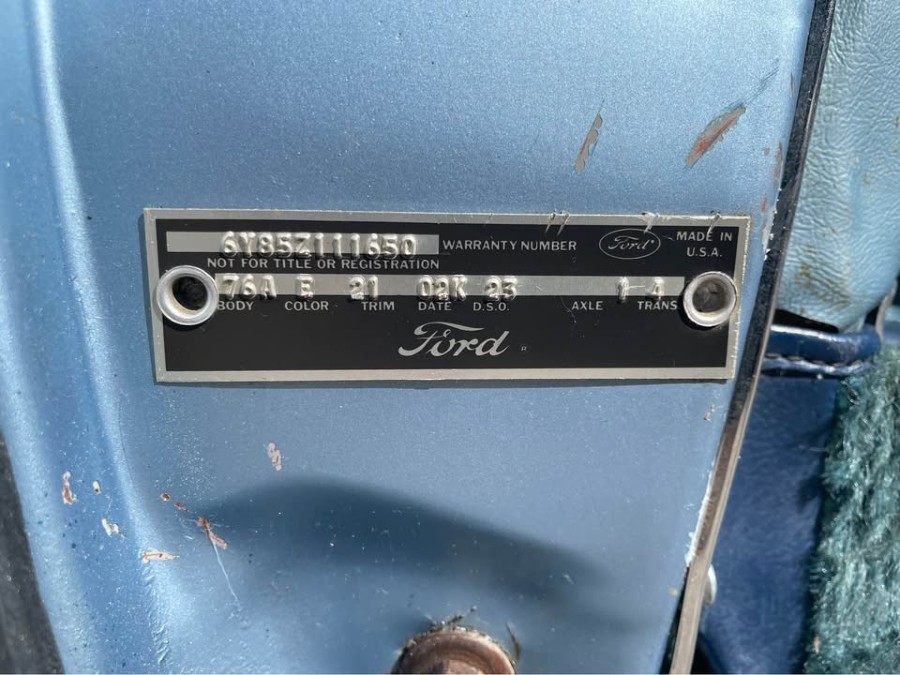 6Y85Z111650 WARRANTY NUMBER Ford MADE IN U.S.A.
NOT FOR TITLE OR REGISTRATION
76A E 21 02K 23 1 4
BODY COLOR TRIM DATE D.S.O. AXLE TRANS
Ford